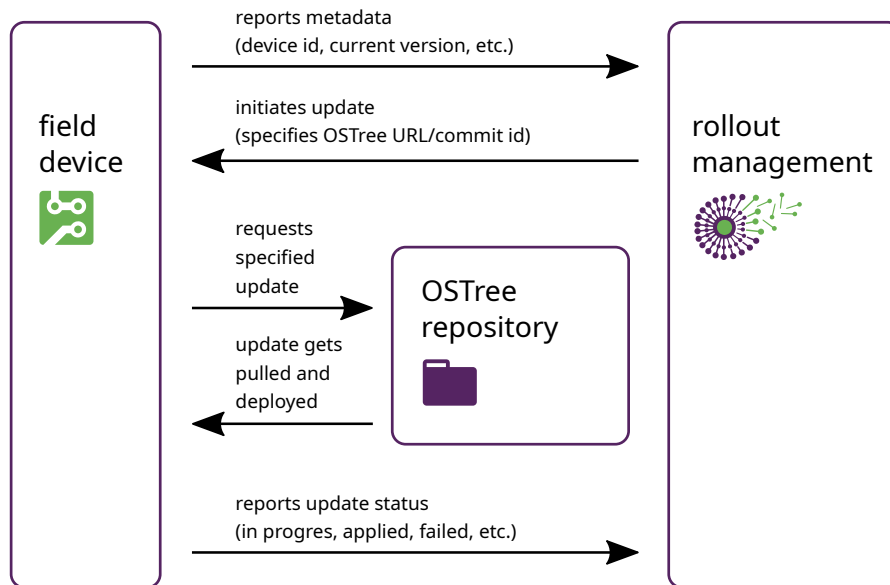 reports metadata
(device id, current version, etc.)
field
device
initiates update
(specifies OSTree URL/commit id)
rollout
management
requests
specified
update
OSTree
repository
update gets
pulled and
deployed
reports update status
(in progres, applied, failed, etc.)